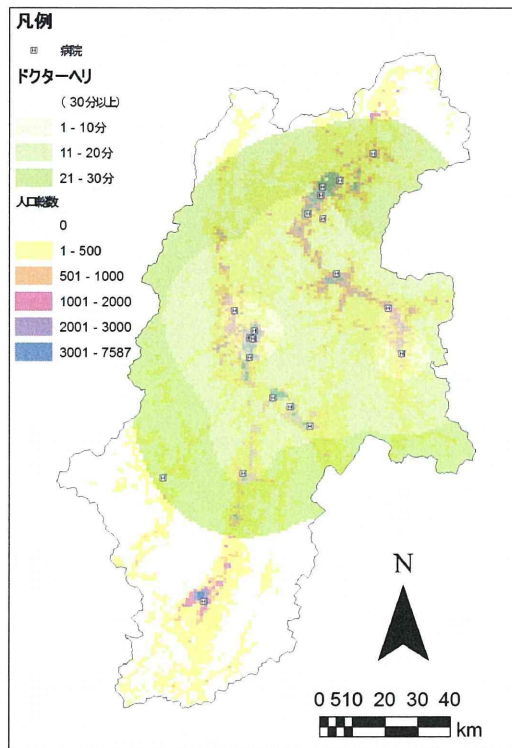 凡例
H 病院
ドクターヘリ
(30分以上)
1 - 10分
11 - 20分
21 - 30分
人口総数
0
1 - 500
501 - 1000
1001 - 2000
2001 - 3000
3001 - 7587
N
0 5 10 20 30 40
km